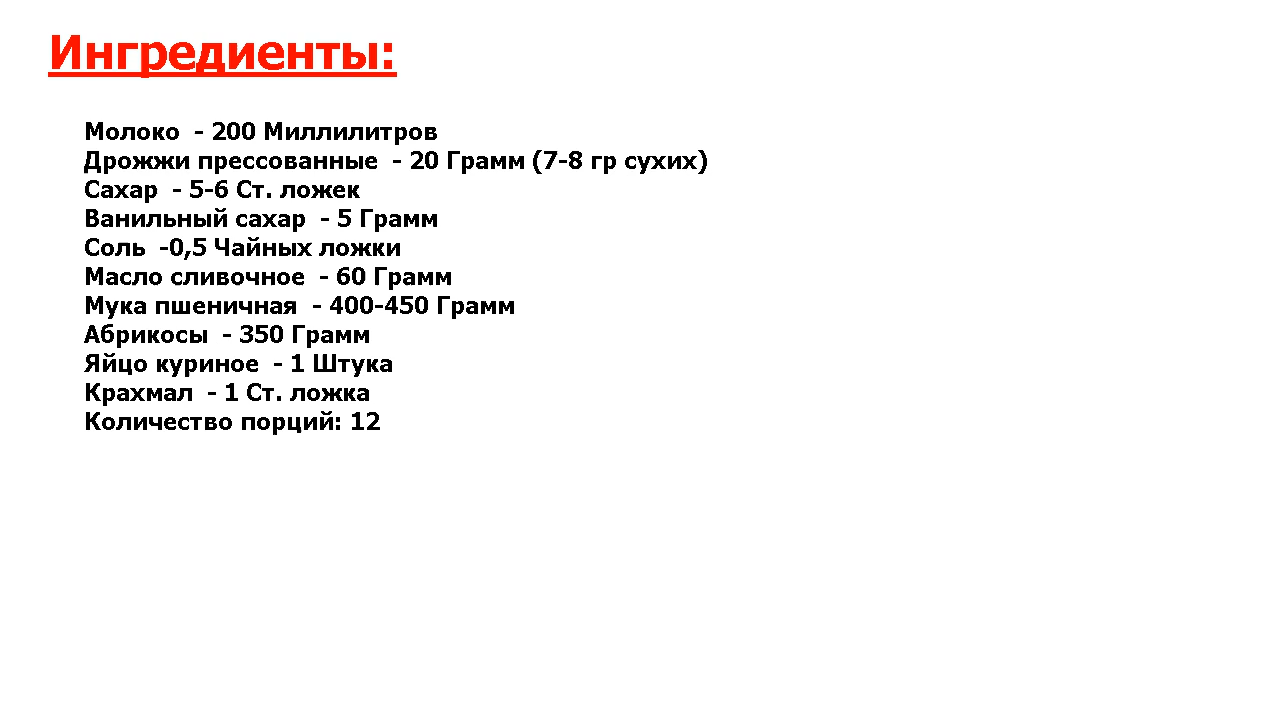 Ингредиенты:
Молоко  - 200 Миллилитров
Дрожжи прессованные  - 20 Грамм (7-8 гр сухих)
Сахар  - 5-6 Ст. ложек
Ванильный сахар  - 5 Грамм
Соль  -0,5 Чайных ложки
Масло сливочное  - 60 Грамм
Мука пшеничная  - 400-450 Грамм
Абрикосы  - 350 Грамм
Яйцо куриное  - 1 Штука
Крахмал  - 1 Ст. ложка
Количество порций: 12